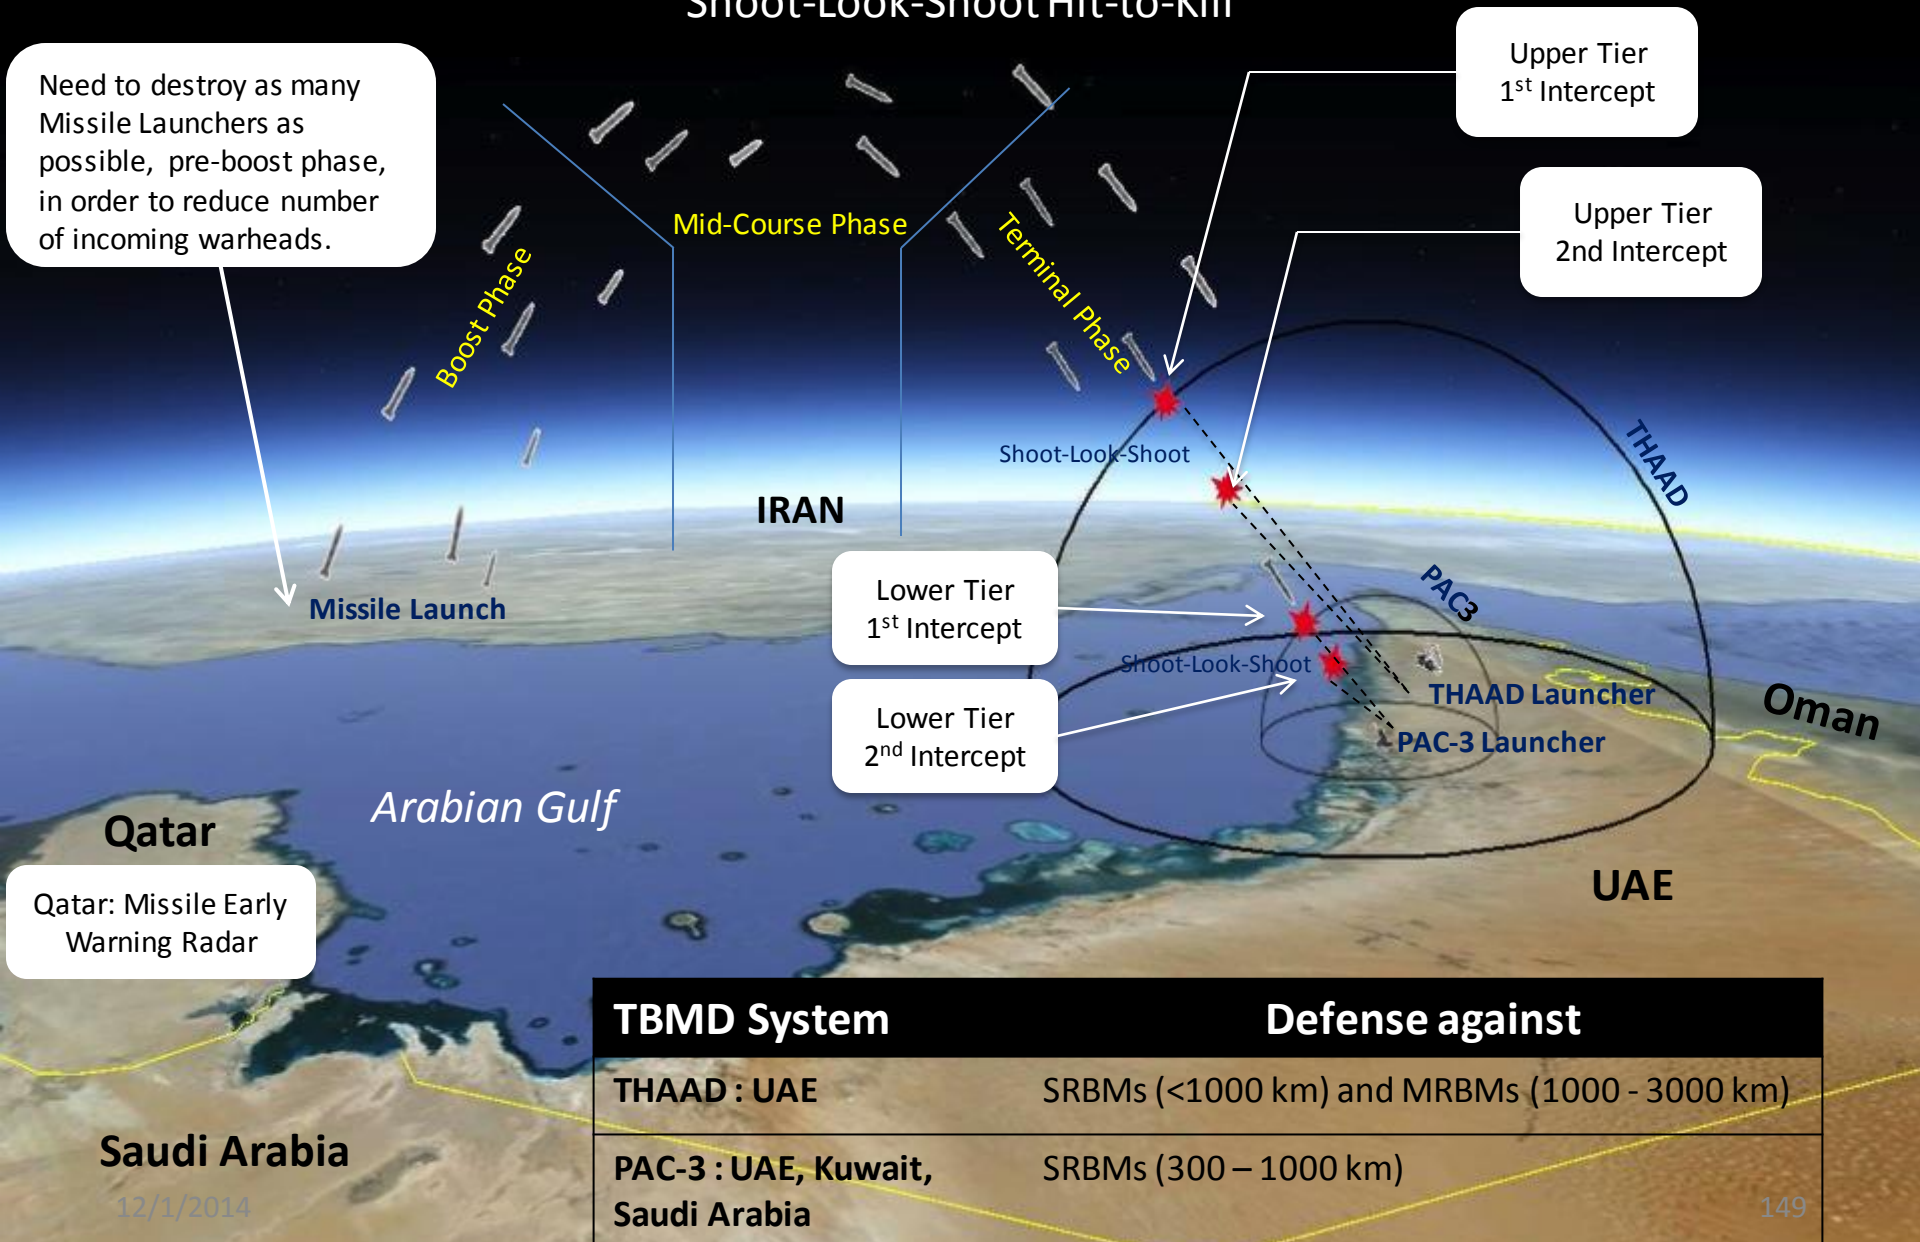 Shoot-Look-Shoot Hit-to-Kill
Need to destroy as many
Missile Launchers as
possible, pre-boost phase,
in order to reduce number
of incoming warheads.
Upper Tier
1st Intercept
Upper Tier
2nd Intercept
Mid-Course Phase
Boost Phase
Terminal Phase
Shoot-Look-Shoot
THAAD
IRAN
PAC3
Missile Launch
Lower Tier
1st Intercept
Shoot-Look-Shoot
Lower Tier
2nd Intercept
THAAD Launcher
PAC-3 Launcher
Oman
Arabian Gulf
Qatar
UAE
Qatar: Missile Early
Warning Radar
TBMD System Defense against
THAAD : UAE SRBMs (<1000 km) and MRBMs (1000 - 3000 km)
PAC-3 : UAE, Kuwait, SRBMs (300 – 1000 km)
Saudi Arabia
Saudi Arabia
12/1/2014
149